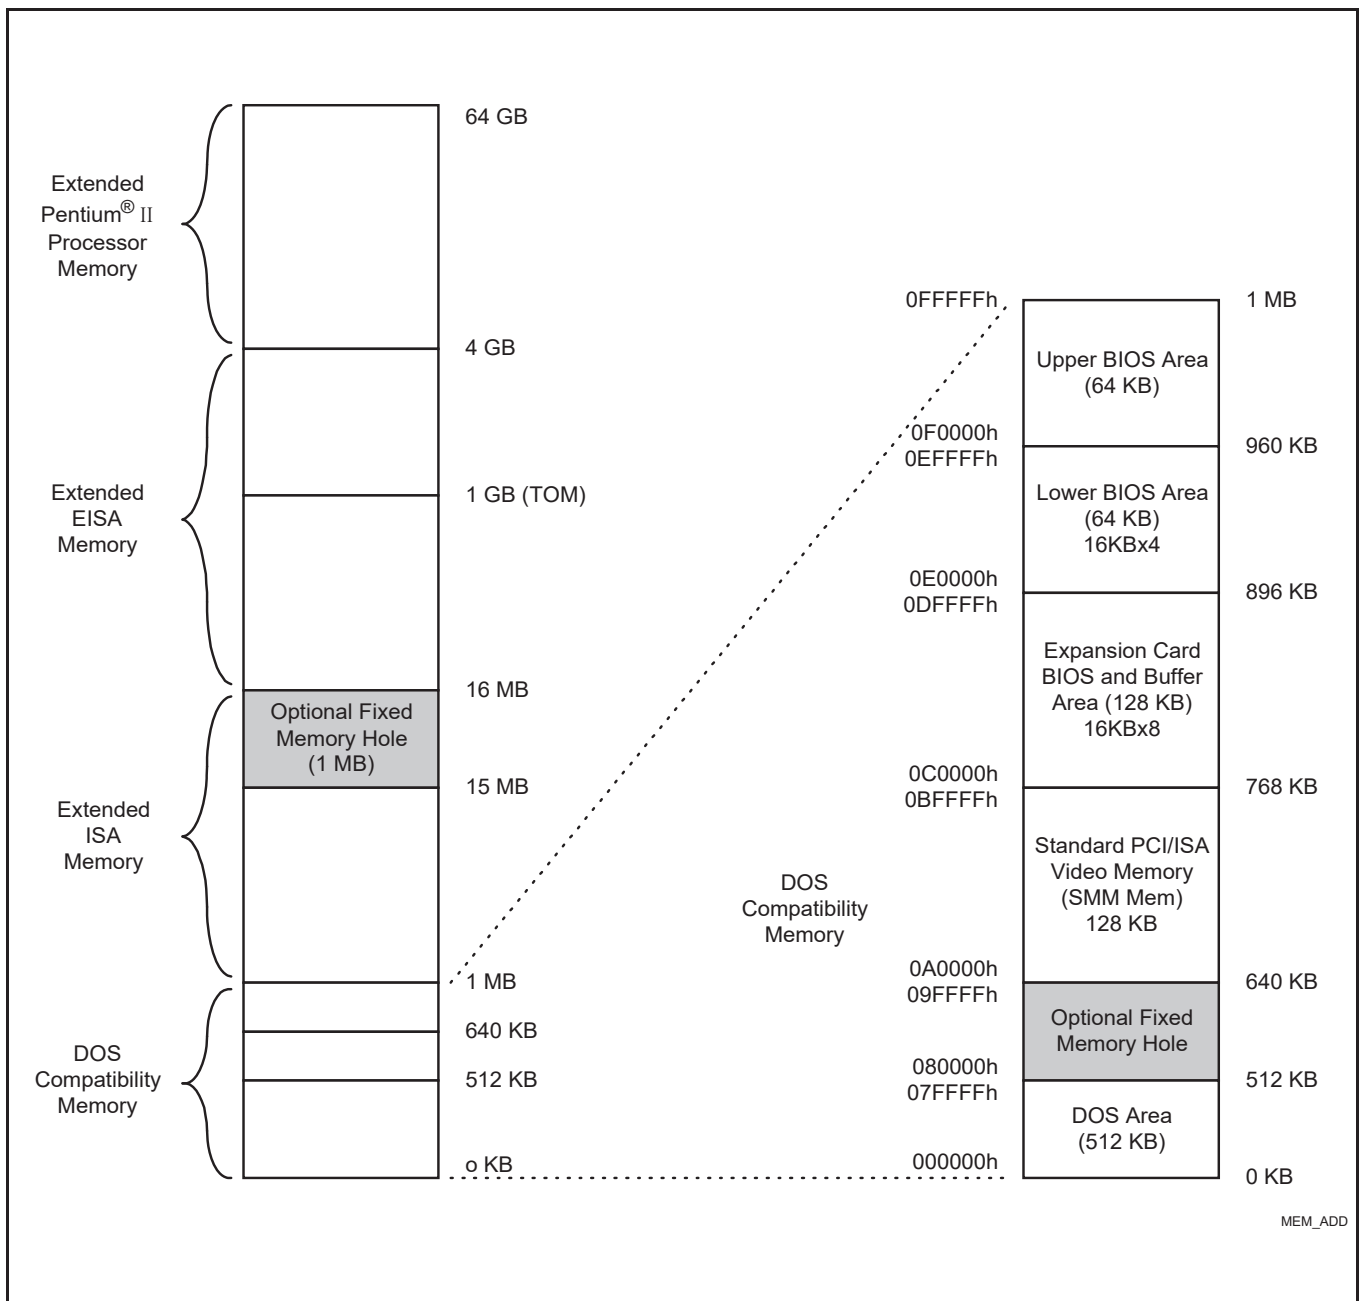 64 GB
Extended
Pentium® II
Processor
Memory
4 GB
Extended
EISA
Memory
1 GB (TOM)
16 MB
Optional Fixed
Memory Hole
(1 MB)
15 MB
Extended
ISA
Memory
1 MB
640 KB
DOS
Compatibility
Memory
512 KB
o KB
DOS
Compatibility
Memory
0FFFFFh
1 MB
Upper BIOS Area
(64 KB)
0F0000h
0EFFFFh
960 KB
Lower BIOS Area
(64 KB)
16KBx4
0E0000h
0DFFFFh
896 KB
Expansion Card
BIOS and Buffer
Area (128 KB)
16KBx8
0C0000h
0BFFFFh
768 KB
Standard PCI/ISA
Video Memory
(SMM Mem)
128 KB
0A0000h
09FFFFh
640 KB
Optional Fixed
Memory Hole
080000h
07FFFFh
512 KB
DOS Area
(512 KB)
000000h
0 KB
MEM_ADD